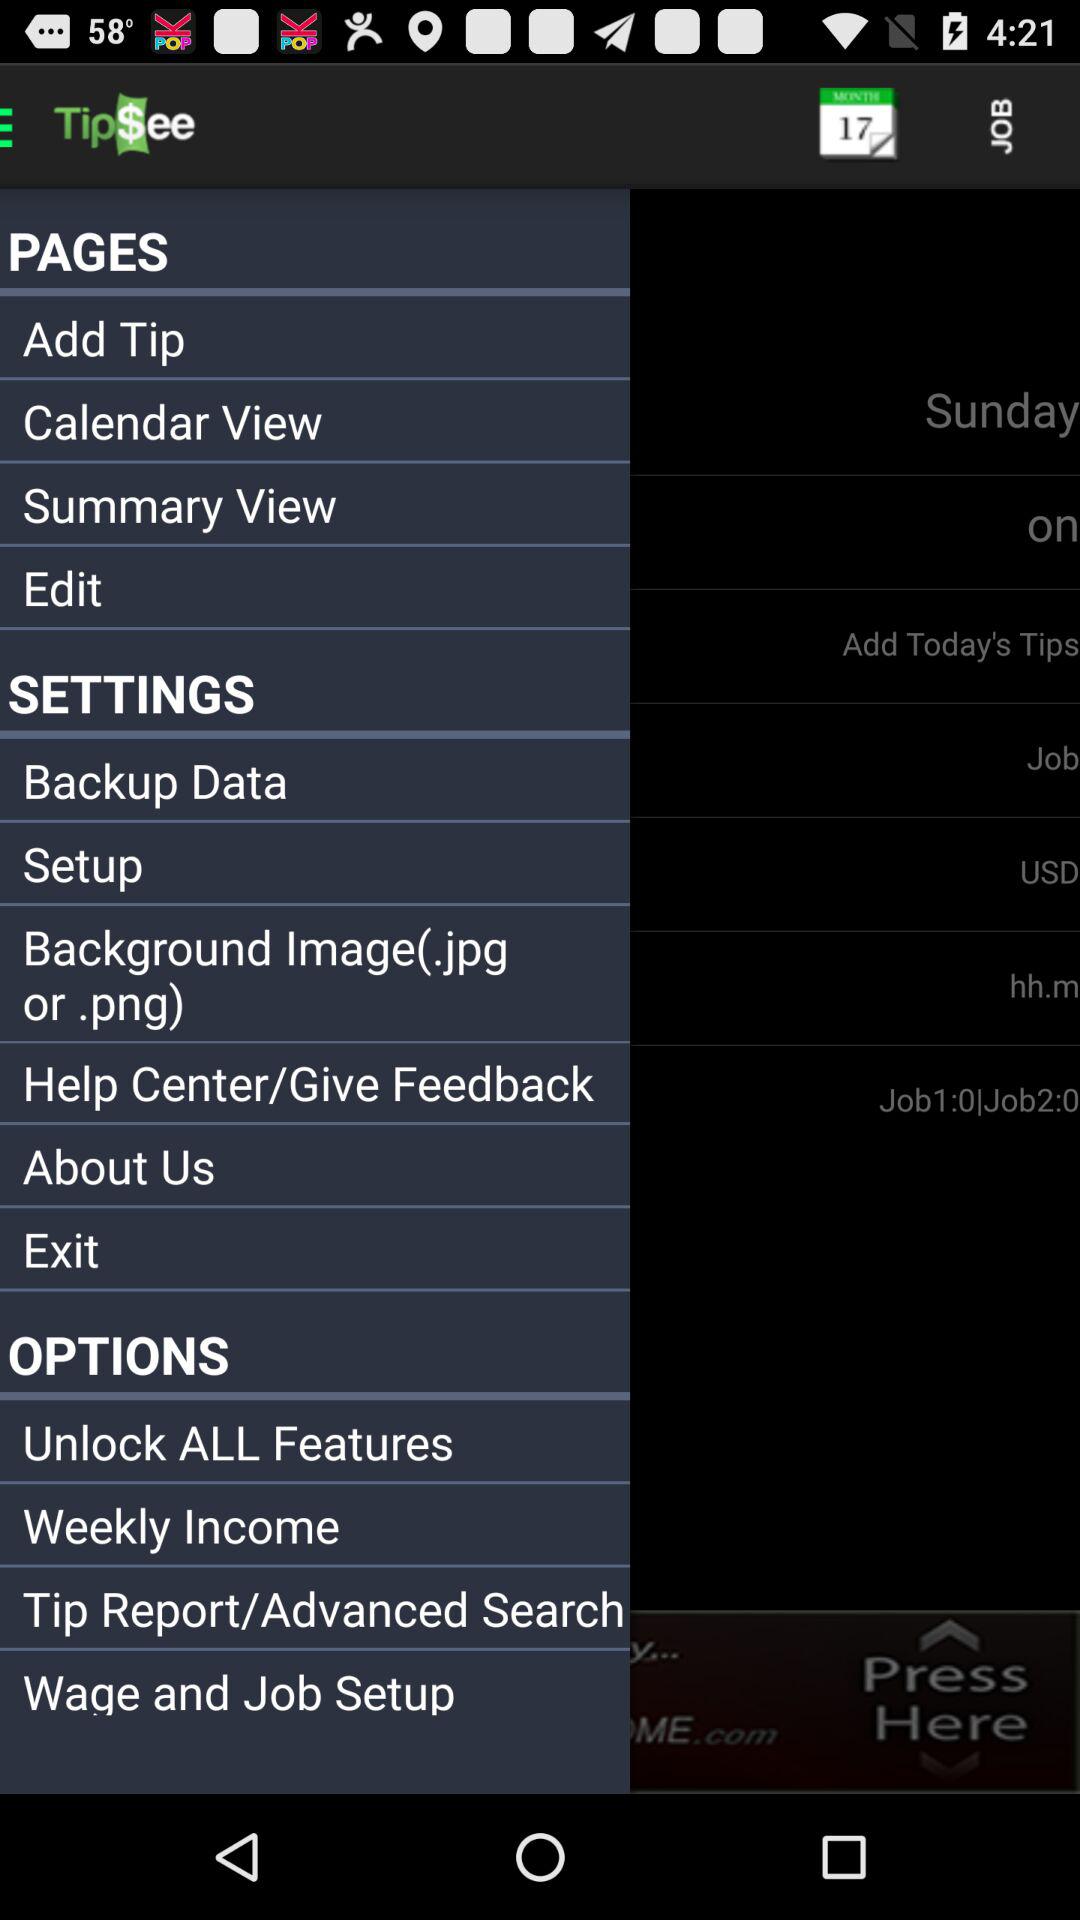 58° POP POP 4:21
Tip$ee MONTH 17 JOB
PAGES
Add Tip
Calendar View
Summary View
Edit
SETTINGS
Backup Data
Setup
Background Image(.jpg
or .png)
Help Center/Give Feedback
About Us
Exit
OPTIONS
Unlock ALL Features
Weekly Income
Tip Report/Advanced Search
Wage and Job Setup
Sunday
on
Add Today's Tips
Job
USD
hh.m
Job1:0|Job2:0
y...
OME.com
Press
Here